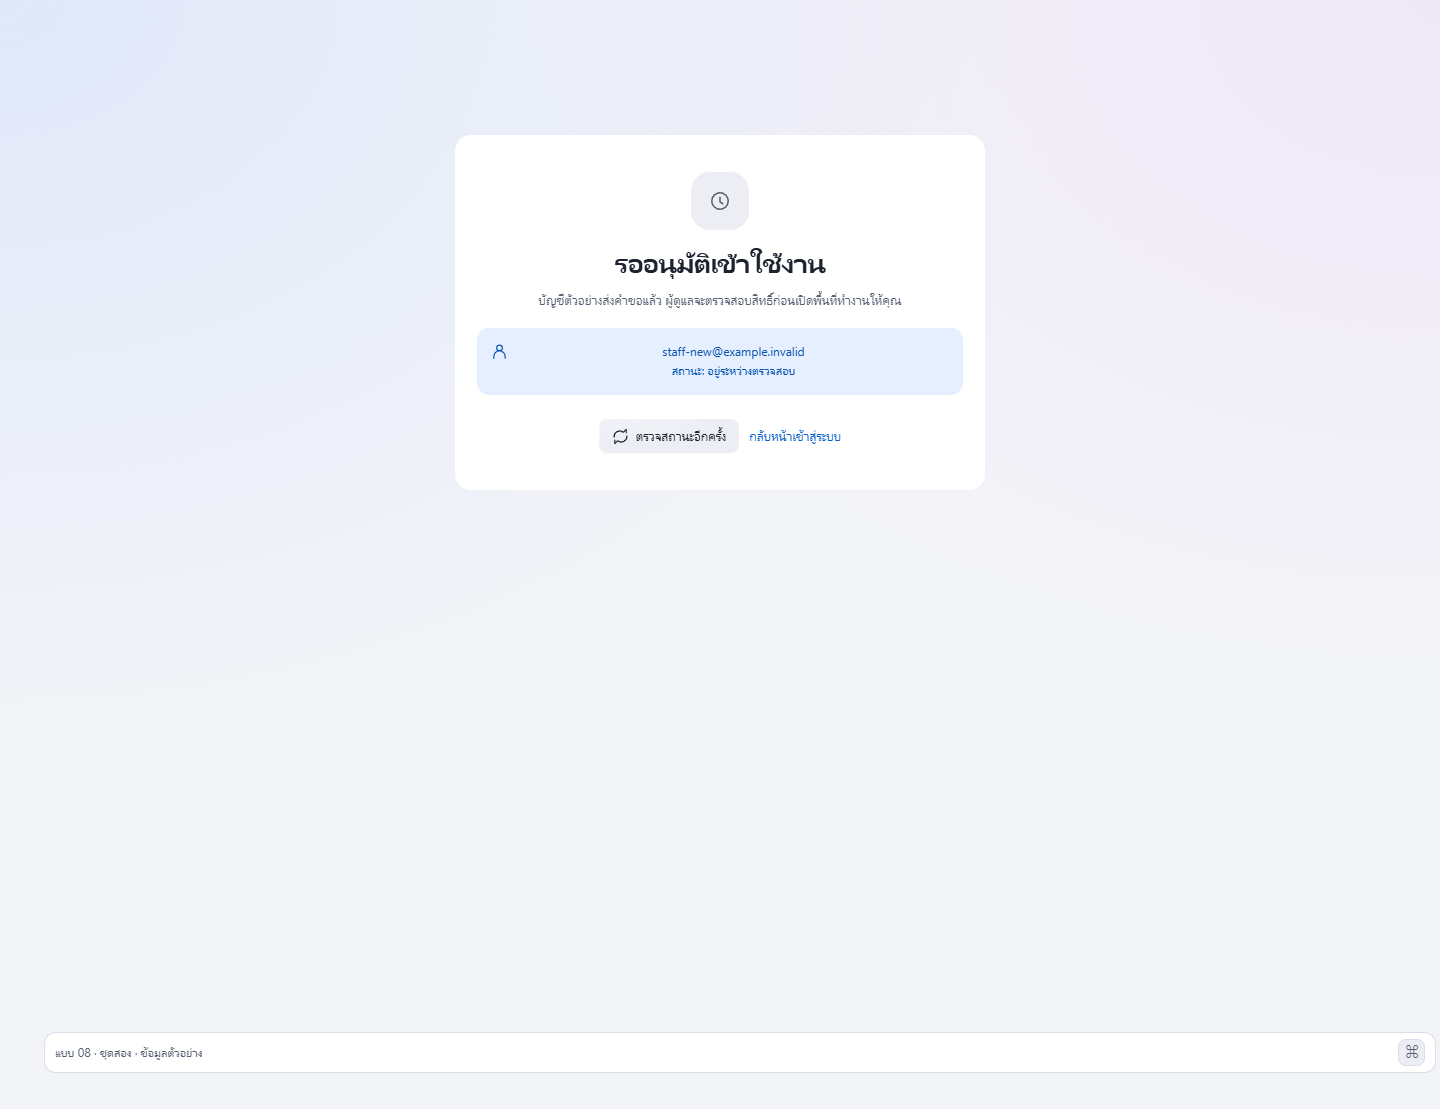 รออนุมัติเข้าใช้งาน
บัญชีตัวอย่างส่งคำขอแล้ว ผู้ดูแลจะตรวจสอบสิทธิ์ก่อนเปิดพื้นที่ทำงานให้คุณ
staff-new@example.invalid
สถานะ: อยู่ระหว่างตรวจสอบ
ตรวจสถานะอีกครั้ง กลับหน้าเข้าสู่ระบบ
แบบ 08 · ชุดสอง · ข้อมูลตัวอย่าง ⌘